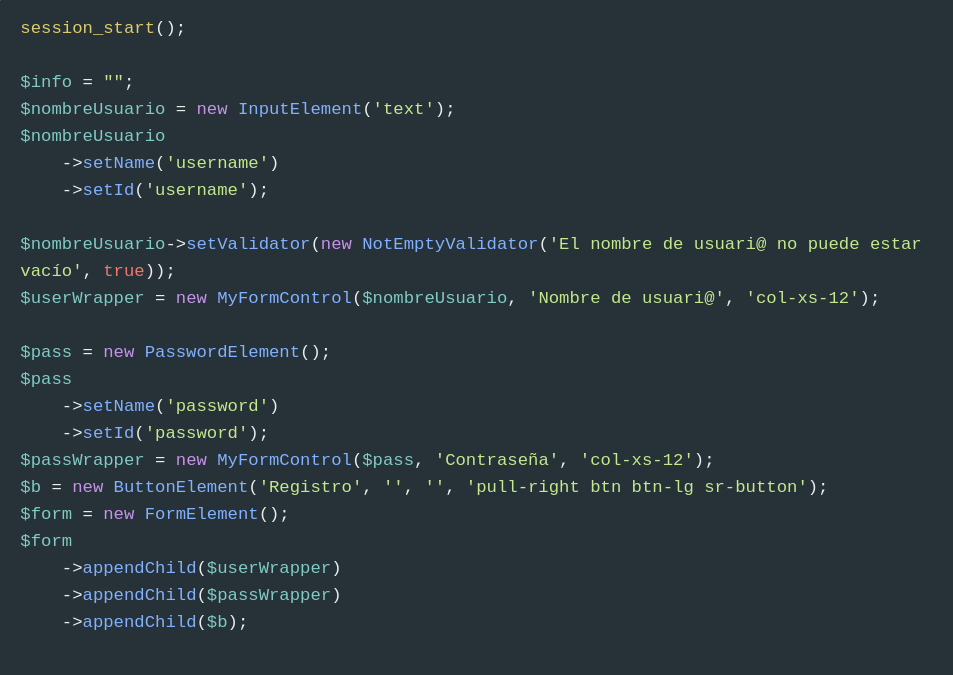 session_start();

$info = "";
$nombreUsuario = new InputElement('text');
$nombreUsuario
    ->setName('username')
    ->setId('username');

$nombreUsuario->setValidator(new NotEmptyValidator('El nombre de usuari@ no puede estar
vacío', true));
$userWrapper = new MyFormControl($nombreUsuario, 'Nombre de usuari@', 'col-xs-12');

$pass = new PasswordElement();
$pass
    ->setName('password')
    ->setId('password');
$passWrapper = new MyFormControl($pass, 'Contraseña', 'col-xs-12');
$b = new ButtonElement('Registro', '', '', 'pull-right btn btn-lg sr-button');
$form = new FormElement();
$form
    ->appendChild($userWrapper)
    ->appendChild($passWrapper)
    ->appendChild($b);